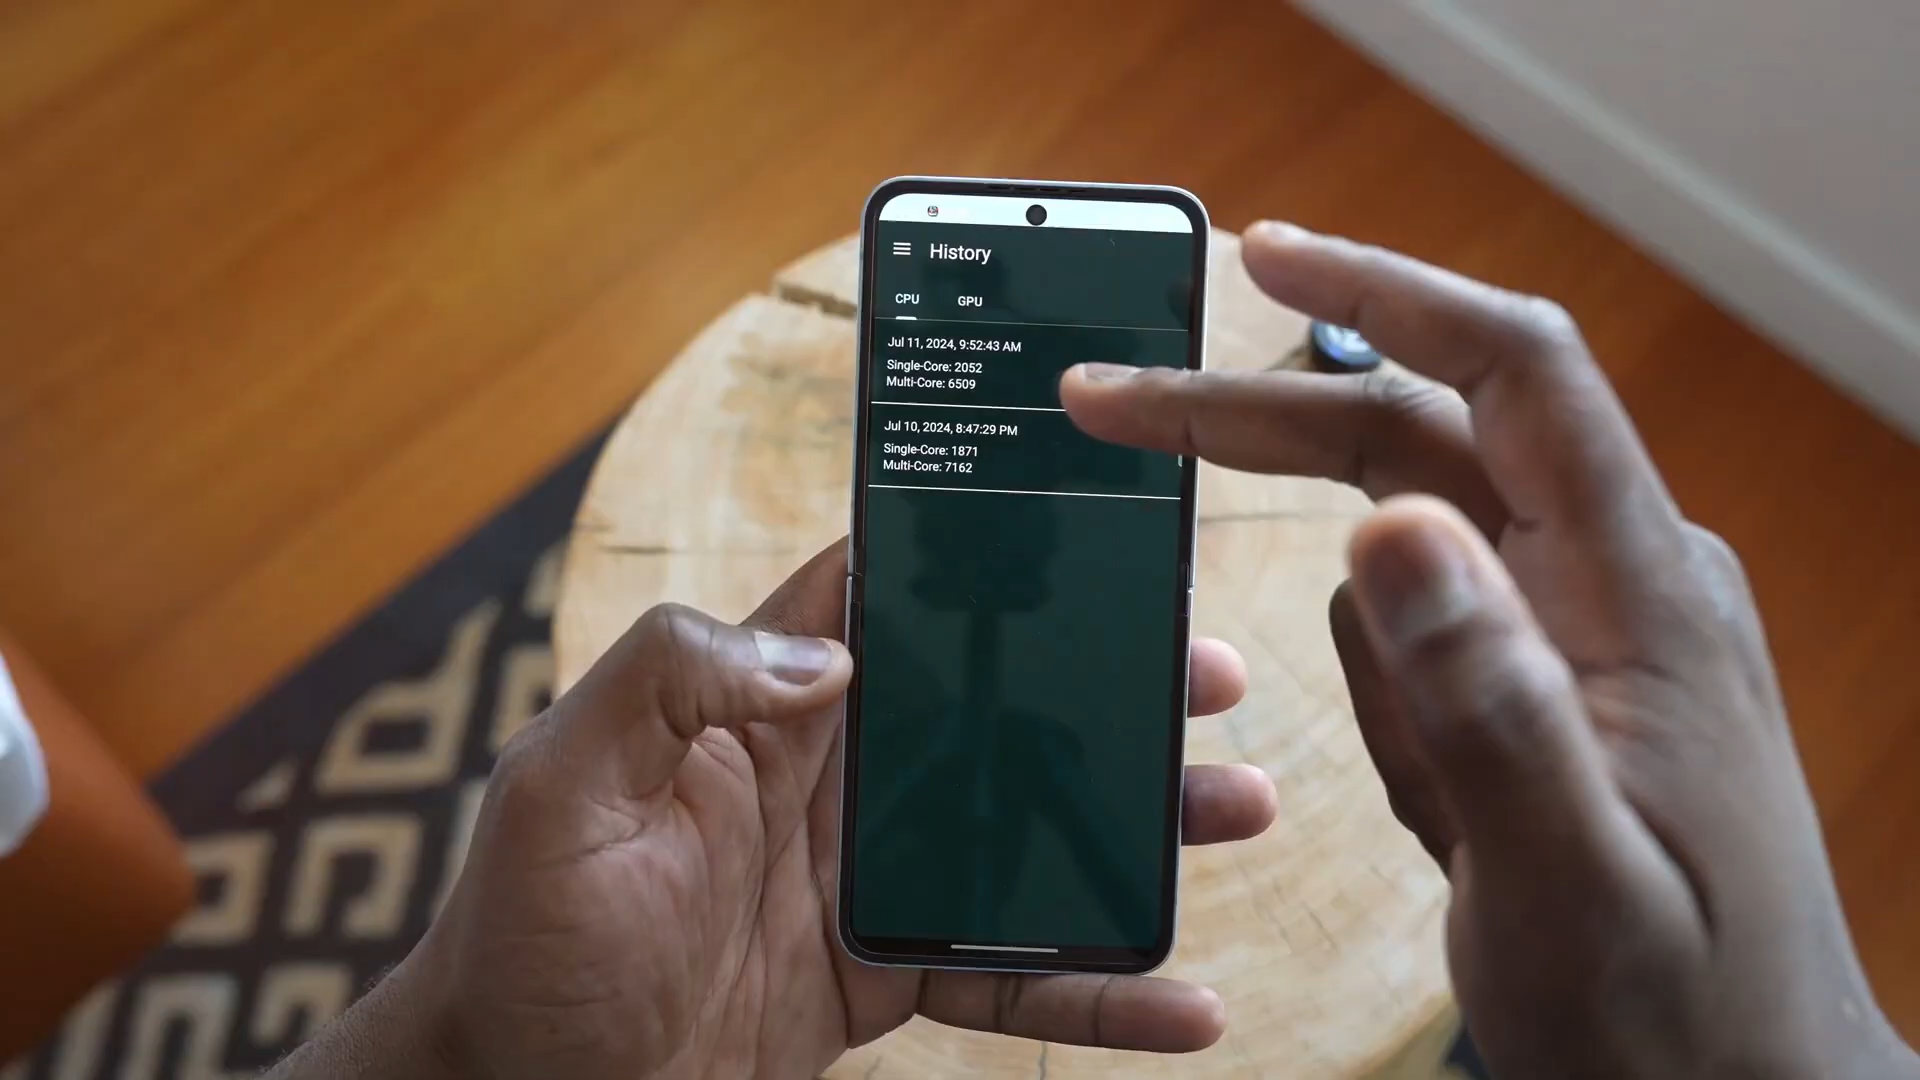 History
CPU GPU
Jul 11, 2024, 9:52:43 AM
Single-Core: 2052
Multi-Core: 6509
Jul 10, 2024, 8:47:29 PM
Single-Core: 1871
Multi-Core: 7162